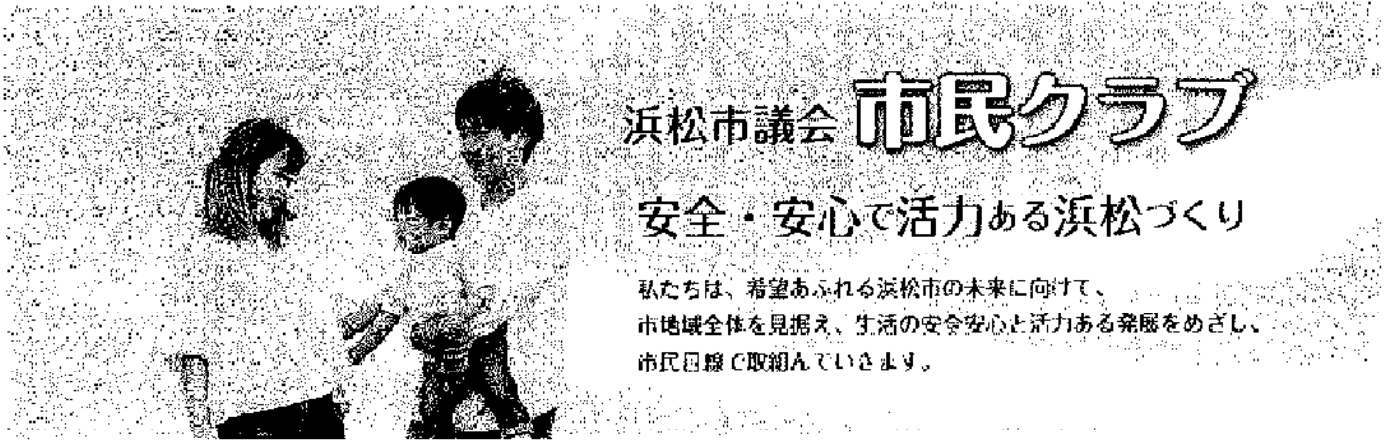 浜松市議会 市民クラブ
安全・安心で活力ある浜松づくり
私たちは、希望あふれる浜松市の未来に向けて、
市地域全体を見据え、生活の安全安心と活力ある発展をめざし、
市民目線で取組んでいきます。